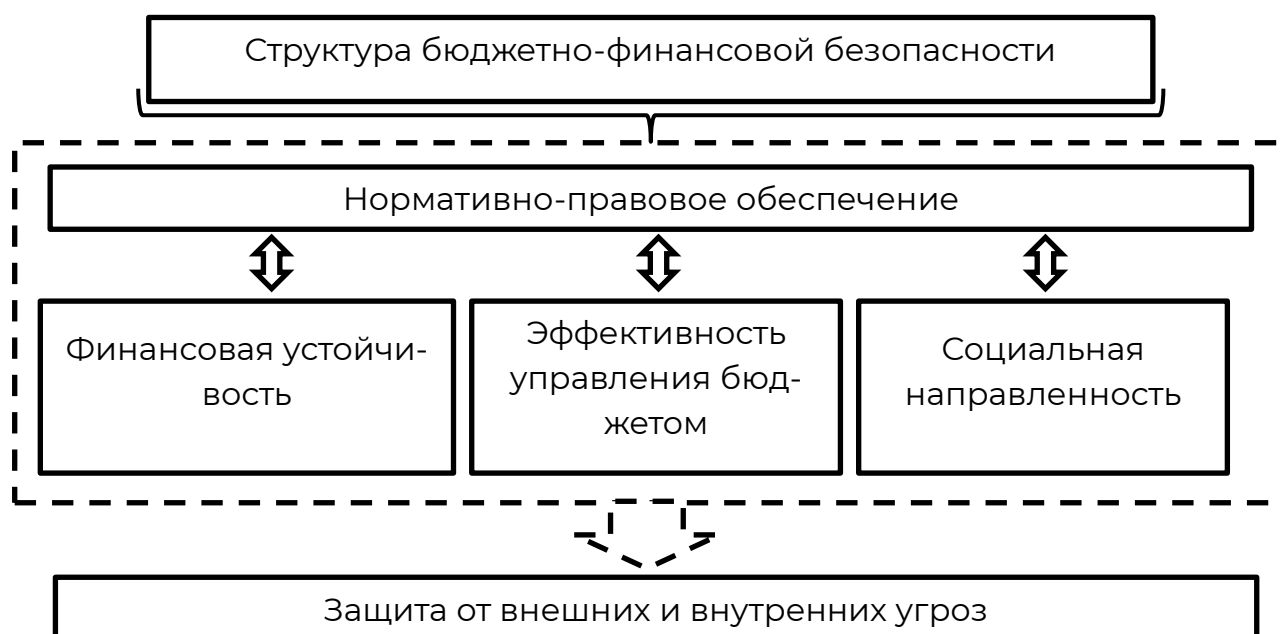 Структура бюджетно-финансовой безопасности
Нормативно-правовое обеспечение
Финансовая устойчи-
вость
Эффективность
управления бюд-
жетом
Социальная
направленность
Защита от внешних и внутренних угроз